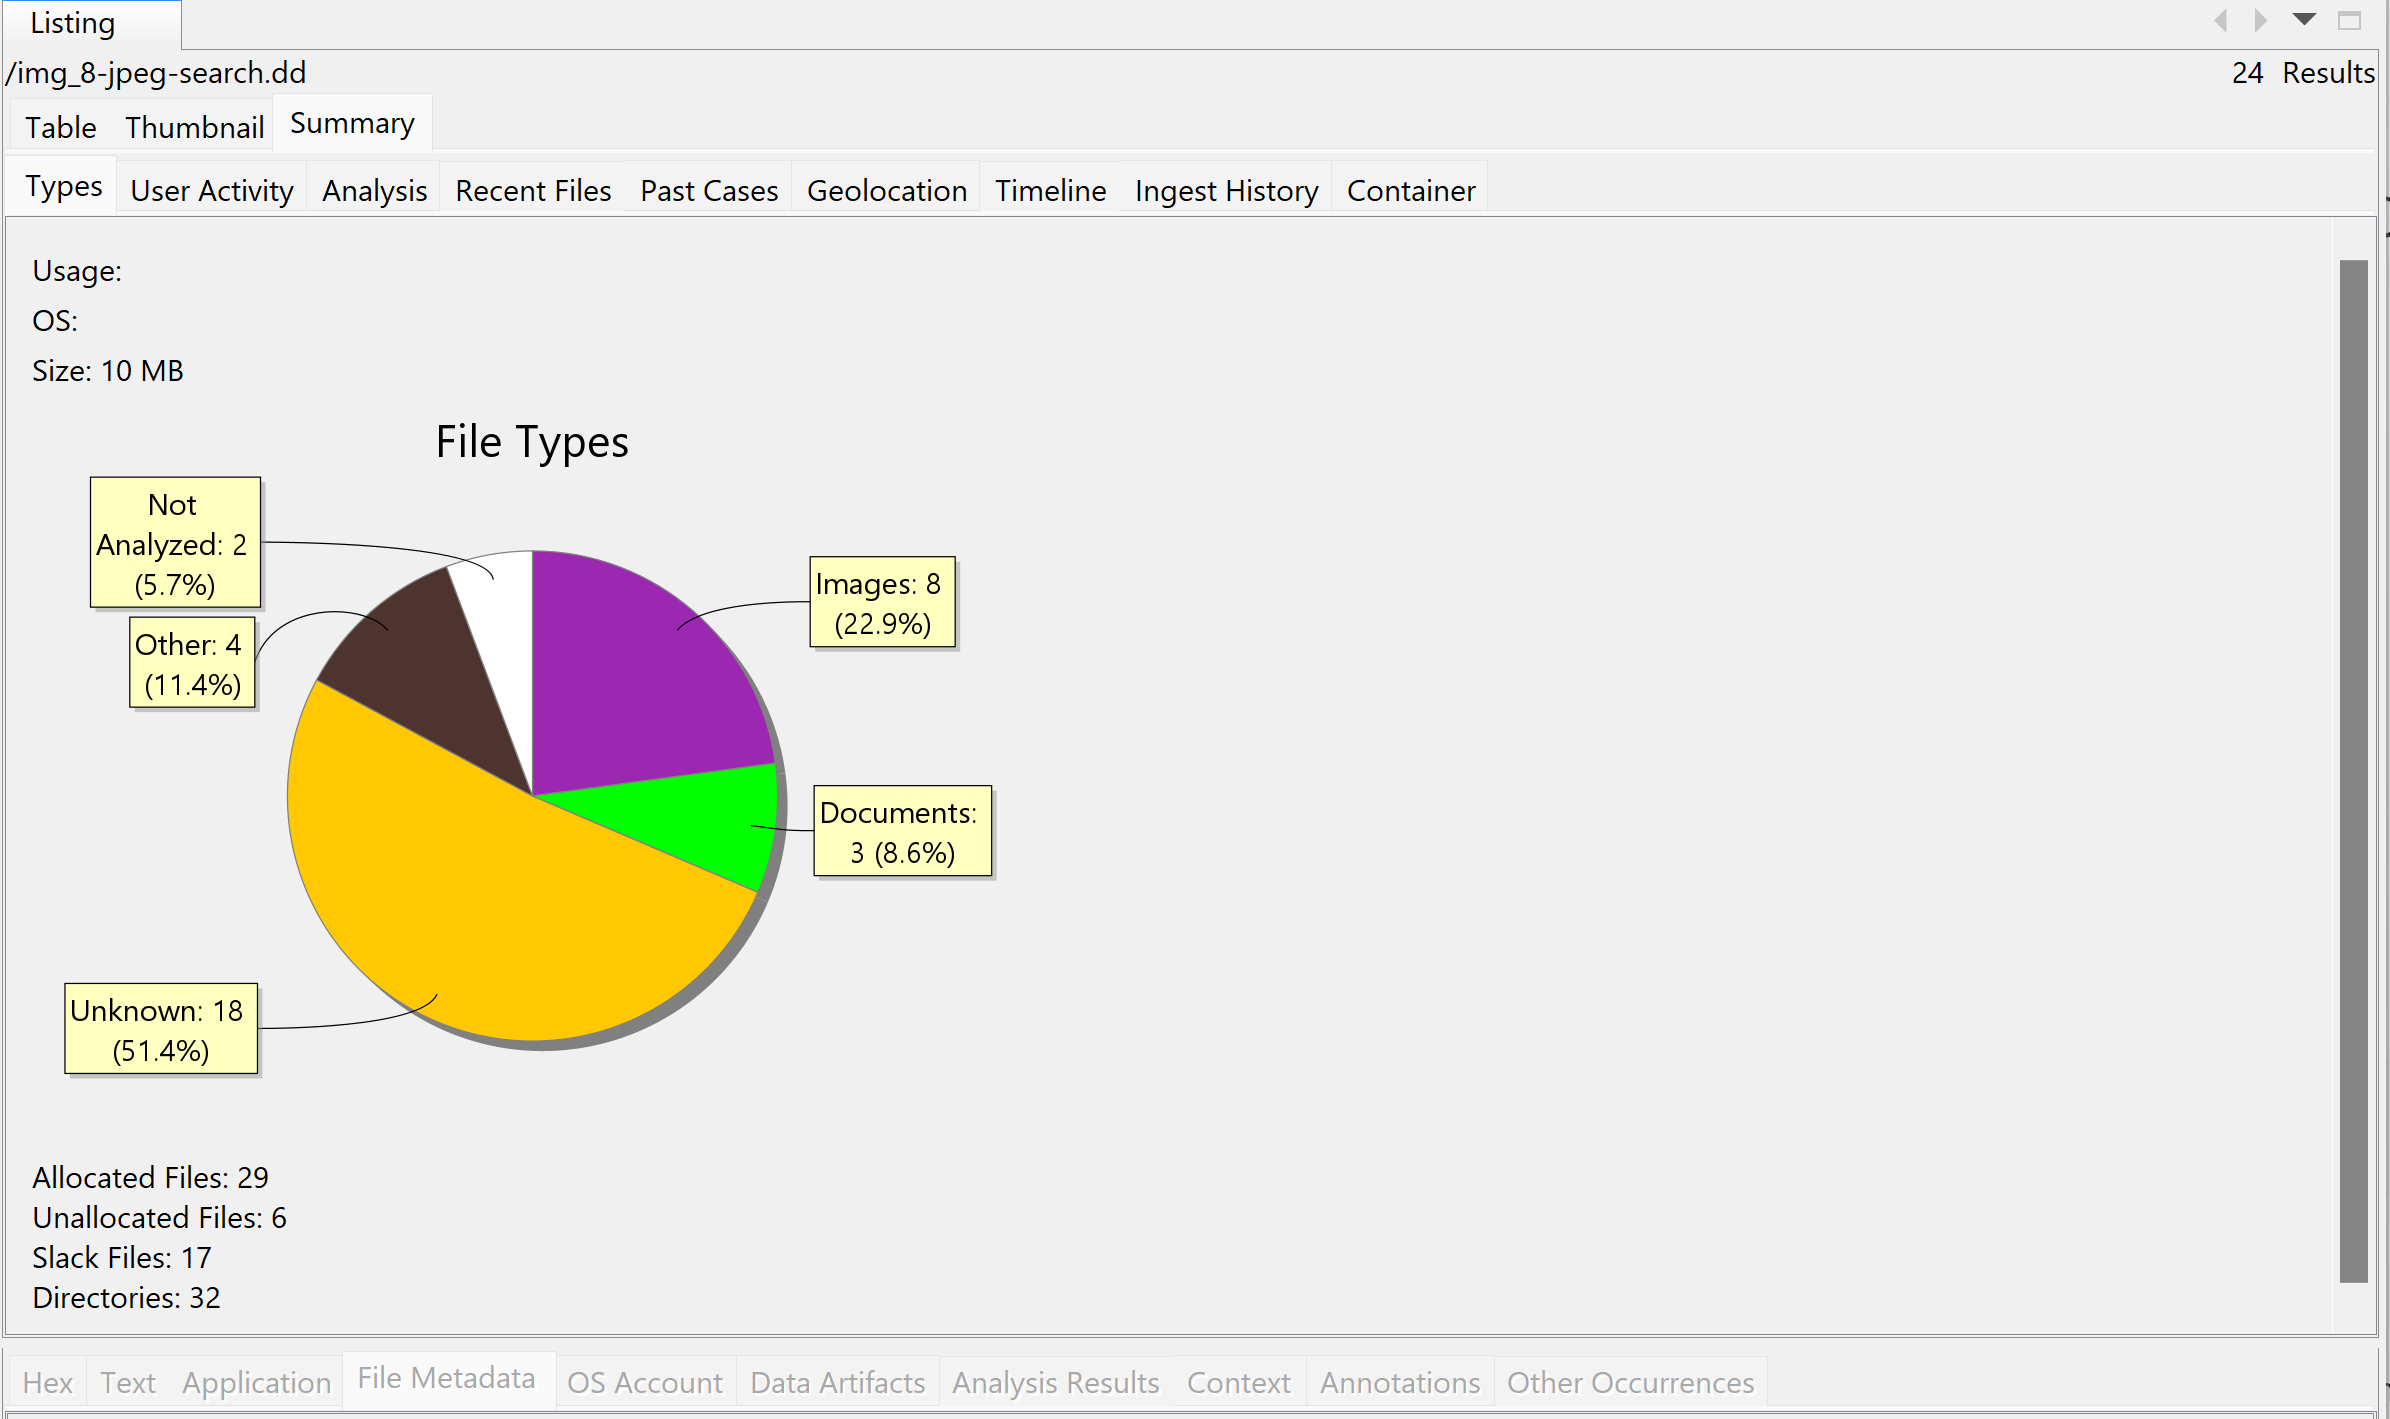 Listing
/img_8-jpeg-search.dd 24 Results
Table Thumbnail Summary
Types User Activity Analysis Recent Files Past Cases Geolocation Timeline Ingest History Container
Usage:
OS:
Size: 10 MB
File Types
Not
Analyzed: 2
(5.7%)
Images: 8
(22.9%)
Other: 4
(11.4%)
Documents:
3 (8.6%)
Unknown: 18
(51.4%)
Allocated Files: 29
Unallocated Files: 6
Slack Files: 17
Directories: 32
Hex Text Application File Metadata OS Account Data Artifacts Analysis Results Context Annotations Other Occurrences